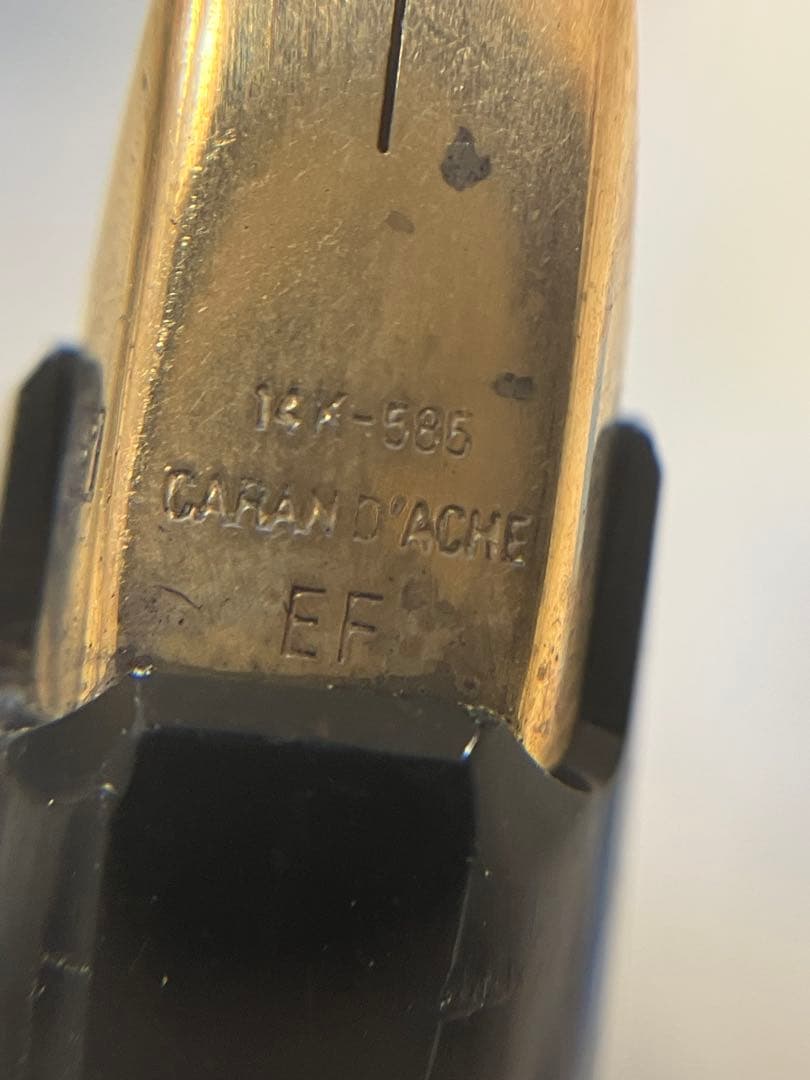 14K-585
CARAN D'ACHE
EF